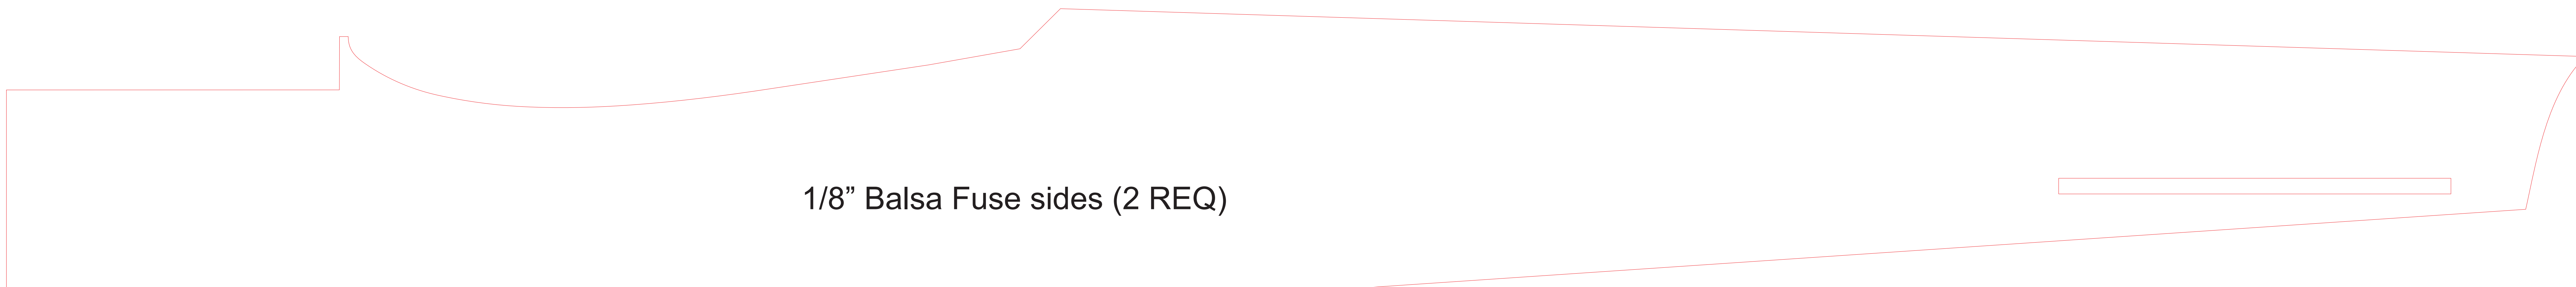 1/8” Balsa Fuse sides (2 REQ)